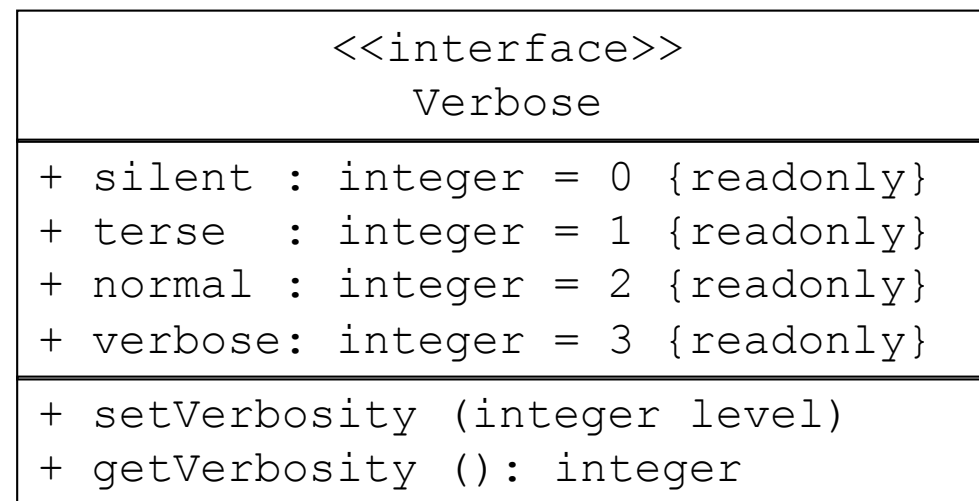 <<interface>>
Verbose
+ silent : integer = 0 {readonly}
+ terse  : integer = 1 {readonly}
+ normal : integer = 2 {readonly}
+ verbose: integer = 3 {readonly}
+ setVerbosity (integer level)
+ getVerbosity (): integer